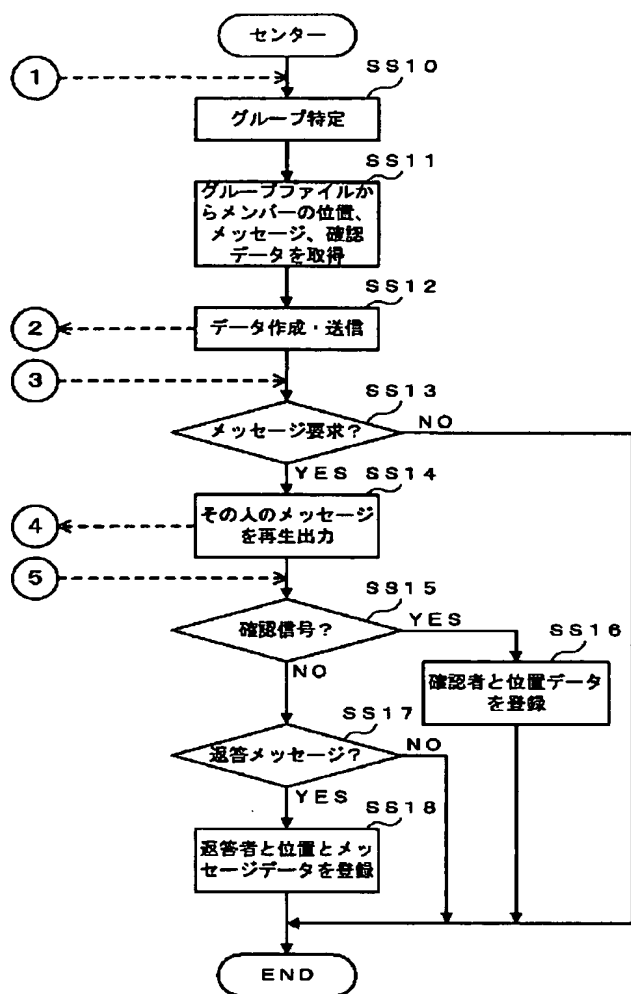 センター
1
SS10
グループ特定
SS11
グループファイルか
らメンバーの位置、
メッセージ、確認
データを取得
SS12
2
データ作成・送信
3
SS13
メッセージ要求?
NO
YES
SS14
4
その人のメッセージ
を再生出力
5
SS15
確認信号?
YES
SS16
確認者と位置データ
を登録
NO
SS17
返答メッセージ?
NO
YES
SS18
返答者と位置とメッ
セージデータを登録
END